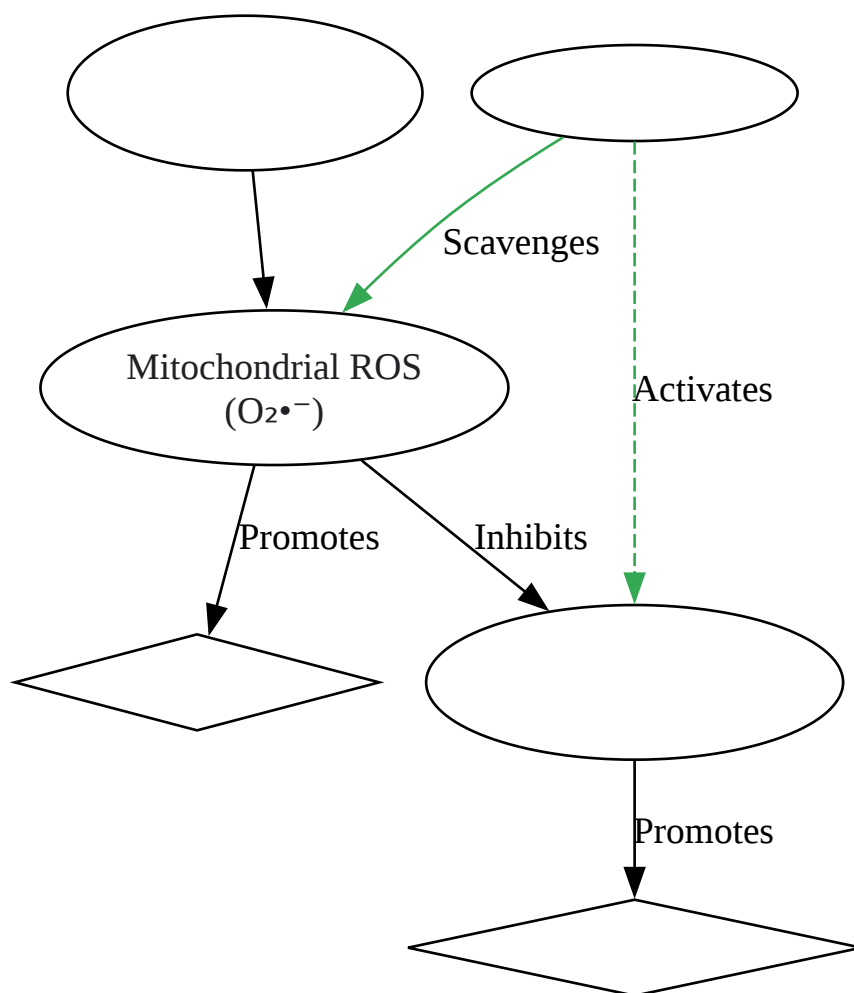 Scavenges
Mitochondrial ROS
(O₂•⁻)
Activates
Promotes
Inhibits
Promotes